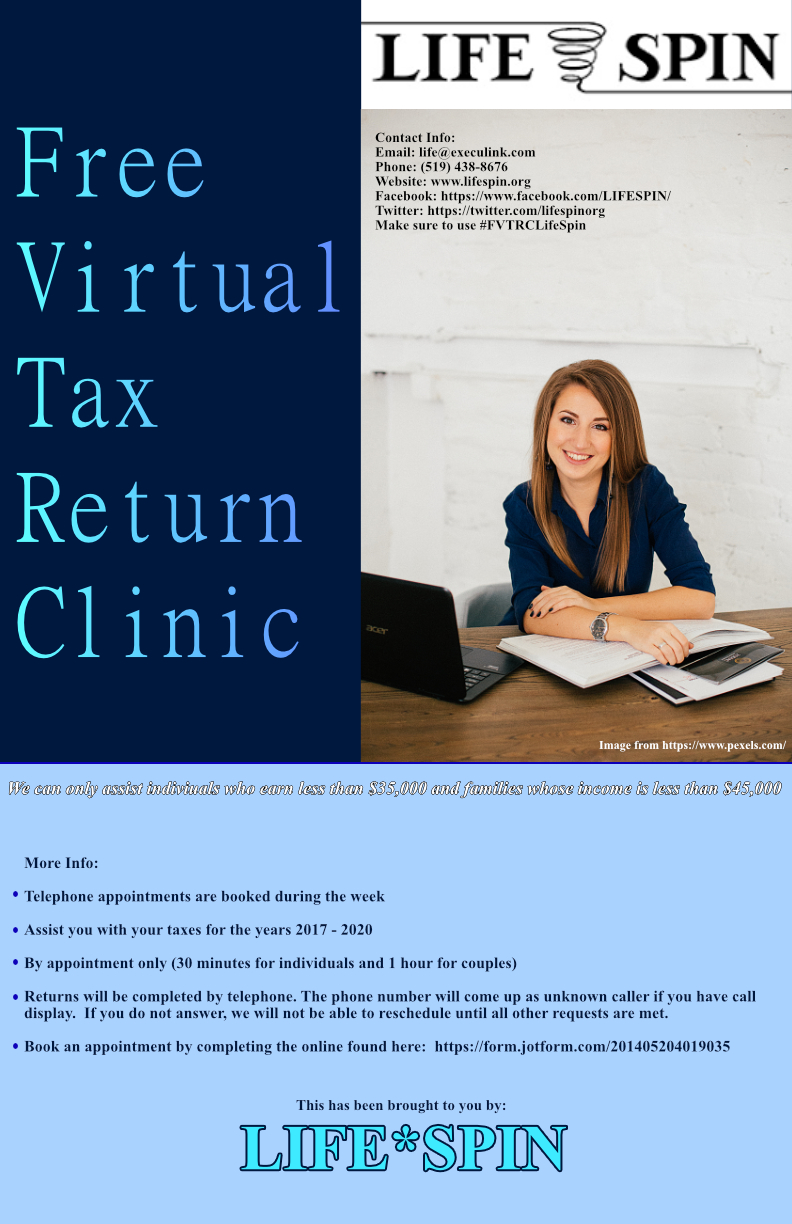 LIFE SPIN
Free
Virtual
Tax
Return
Clinic
Contact Info:
Email: life@execulink.com
Phone: (519) 438-8676
Website: www.lifespin.org
Facebook: https://www.facebook.com/LIFESPIN/
Twitter: https://twitter.com/lifespinorg
Make sure to use #FVTRCLifeSpin
acer
Image from https://www.pexels.com/
We can only assist indiviuals who earn less than $35,000 and families whose income is less than $45,000
More Info:
• Telephone appointments are booked during the week
• Assist you with your taxes for the years 2017 - 2020
• By appointment only (30 minutes for individuals and 1 hour for couples)
• Returns will be completed by telephone. The phone number will come up as unknown caller if you have call
display.  If you do not answer, we will not be able to reschedule until all other requests are met.
• Book an appointment by completing the online found here:  https://form.jotform.com/201405204019035
This has been brought to you by:
LIFE*SPIN